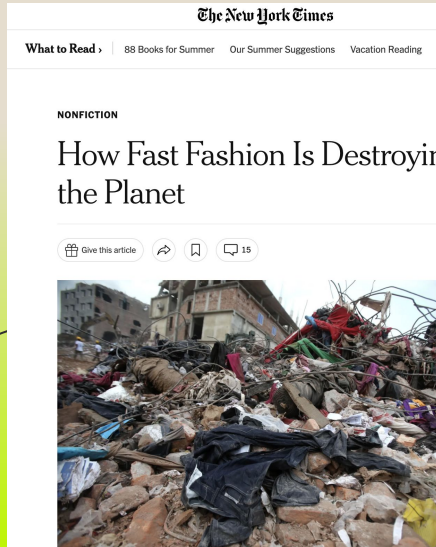 The New York Times
What to Read › 88 Books for Summer Our Summer Suggestions Vacation Reading
NONFICTION
How Fast Fashion Is Destroyin
the Planet
Give this article 15